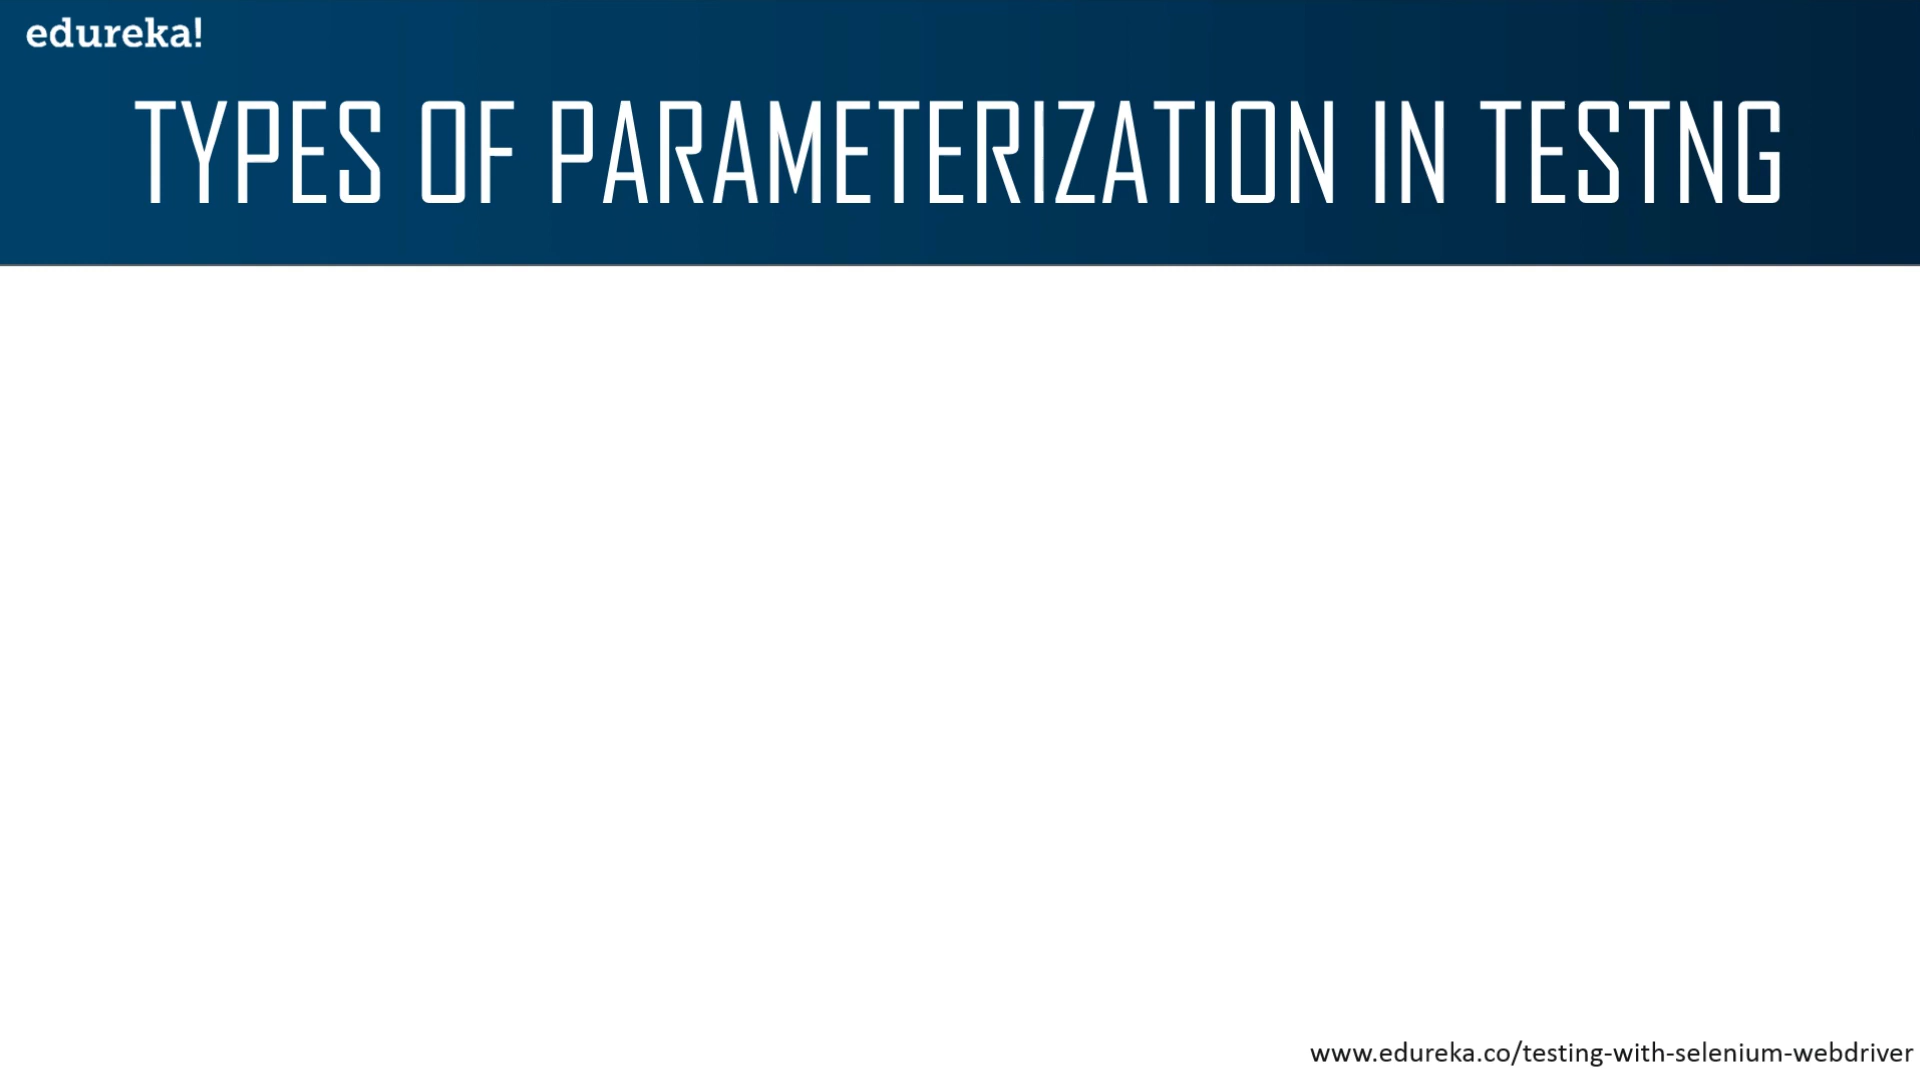 edureka!
TYPES OF PARAMETERIZATION IN TESTNG
www.edureka.co/testing-with-selenium-webdriver